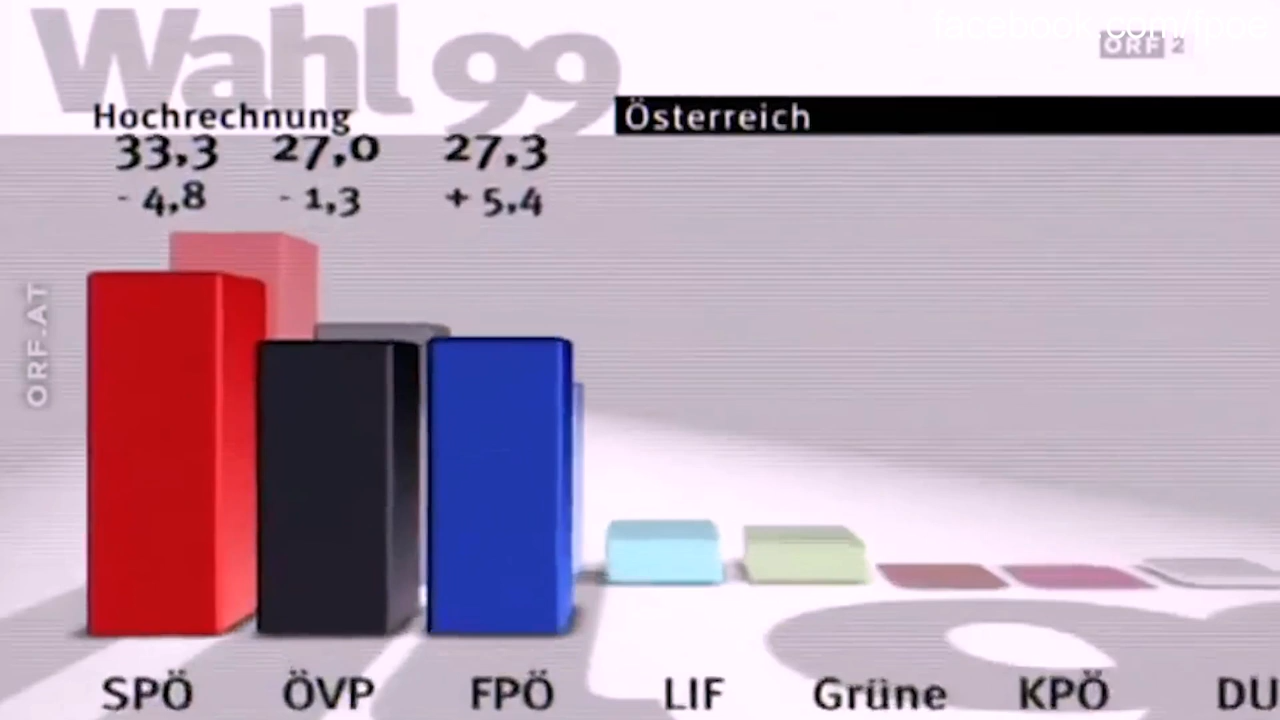 facebook.com/fpoe
ORF 2
Wahl 99
Hochrechnung
Österreich
33,3 27,0 27,3
- 4,8 - 1,3 + 5,4
ORF.AT
SPÖ ÖVP FPÖ LIF Grüne KPÖ DU